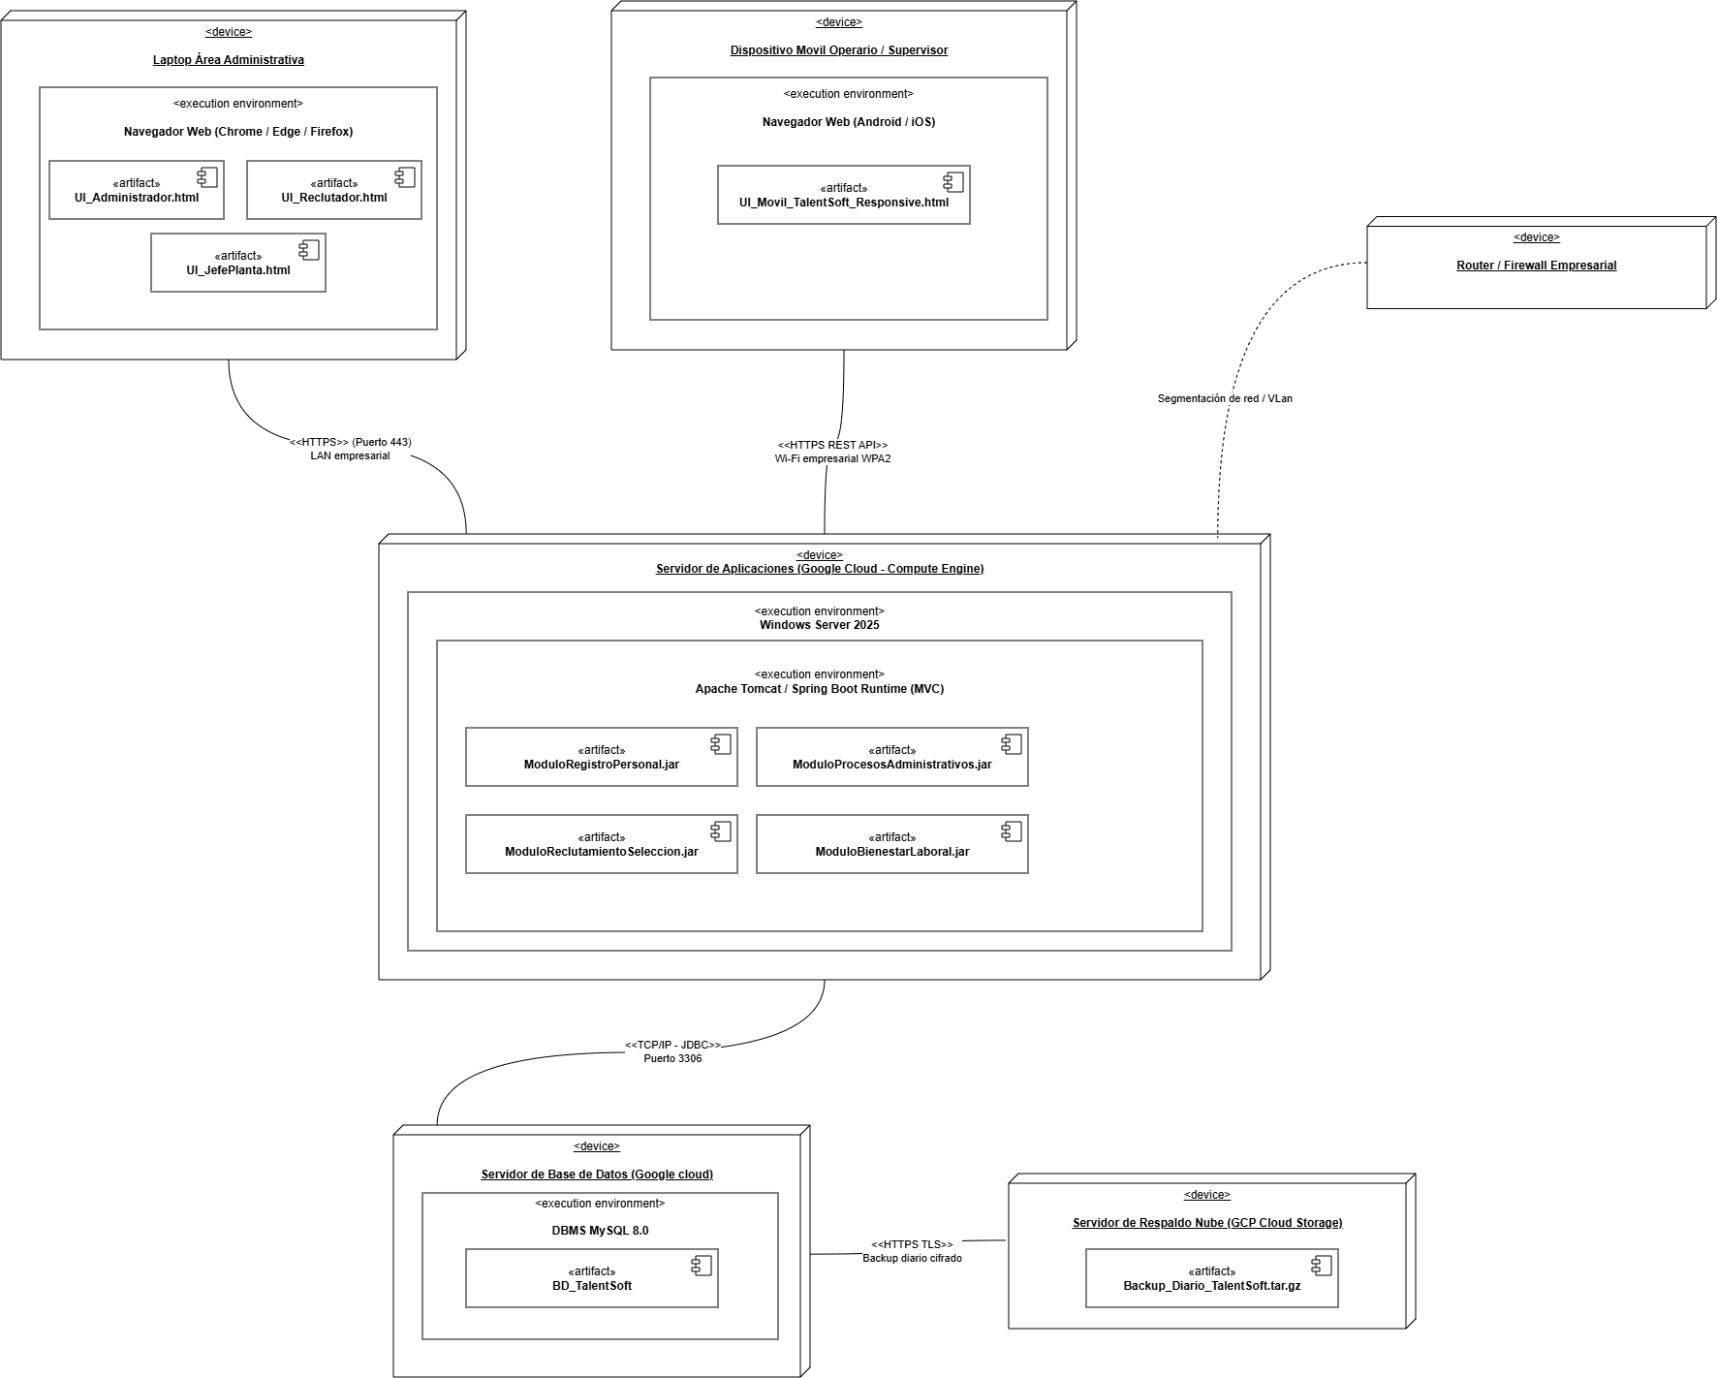 <device>
Laptop Área Administrativa
<execution environment>
Navegador Web (Chrome / Edge / Firefox)
«artifact»
UI_Administrador.html
«artifact»
UI_Reclutador.html
«artifact»
UI_JefePlanta.html
<device>
Dispositivo Movil Operario / Supervisor
<execution environment>
Navegador Web (Android / iOS)
«artifact»
UI_Movil_TalentSoft_Responsive.html
<device>
Router / Firewall Empresarial
Segmentación de red / VLan
<<HTTPS>> (Puerto 443)
LAN empresarial
<<HTTPS REST API>>
Wi-Fi empresarial WPA2
<device>
Servidor de Aplicaciones (Google Cloud - Compute Engine)
<execution environment>
Windows Server 2025
<execution environment>
Apache Tomcat / Spring Boot Runtime (MVC)
«artifact»
ModuloRegistroPersonal.jar
«artifact»
ModuloProcesosAdministrativos.jar
«artifact»
ModuloReclutamientoSeleccion.jar
«artifact»
ModuloBienestarLaboral.jar
<<TCP/IP - JDBC>>
Puerto 3306
<device>
Servidor de Base de Datos (Google cloud)
<execution environment>
DBMS MySQL 8.0
«artifact»
BD_TalentSoft
<<HTTPS TLS>>
Backup diario cifrado
<device>
Servidor de Respaldo Nube (GCP Cloud Storage)
«artifact»
Backup_Diario_TalentSoft.tar.gz